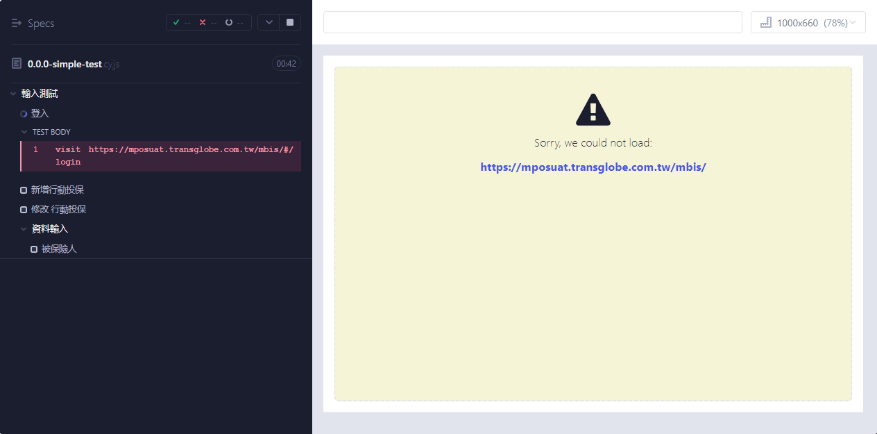 Specs
-- -- --
1000x660 (78%)
0.0.0-simple-test.cy.js 00:42
輸入測試
登入
TEST BODY
1 visit https://mposuat.transglobe.com.tw/mbis/#/
login
新增行動投保
修改 行動投保
資料輸入
被保險人
Sorry, we could not load:
https://mposuat.transglobe.com.tw/mbis/